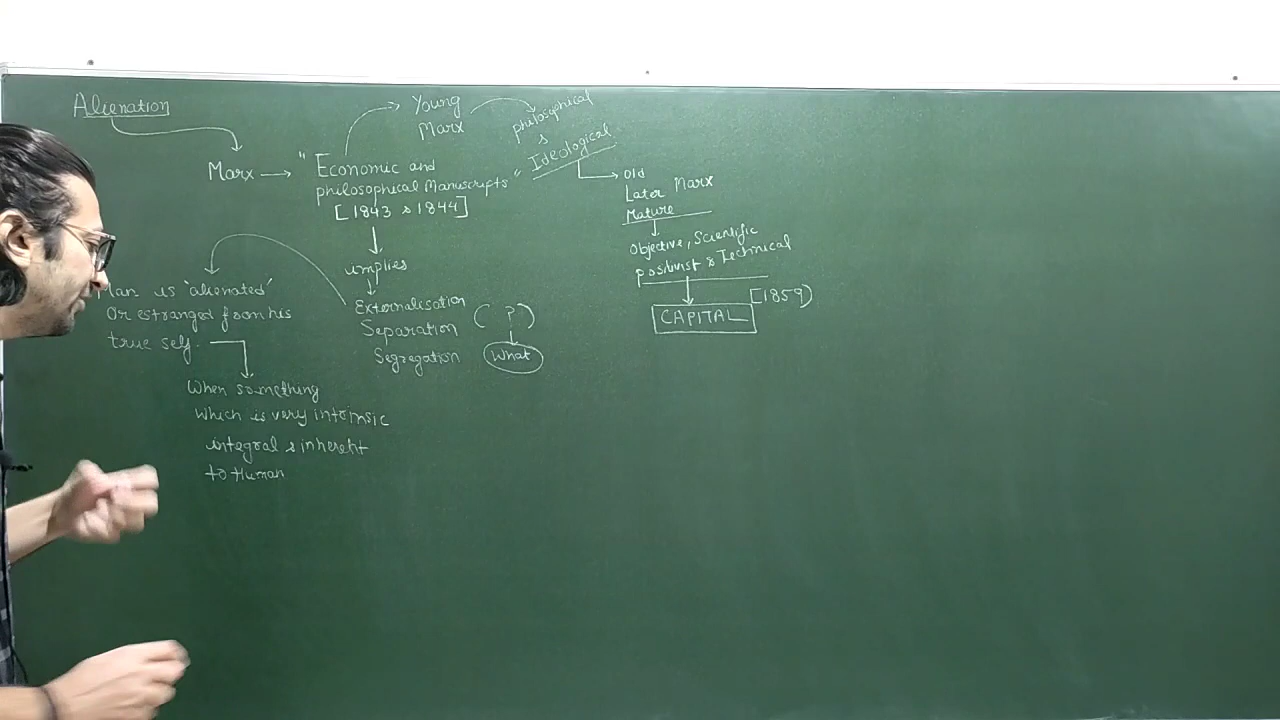 Alienation
Marx → " Economic and
philosophical Manuscripts "
[1843 & 1844]
Young
Marx
philosophical
&
Ideological
old
Later Marx
Mature
Objective, Scientific
positivist & Technical
CAPITAL [1859)
implies
Externalisation
Separation ( ? )
Segregation
What
Man is 'alienated'
Or estranged from his
true self.
When something
which is very intrinsic
integral & inherent
to Human